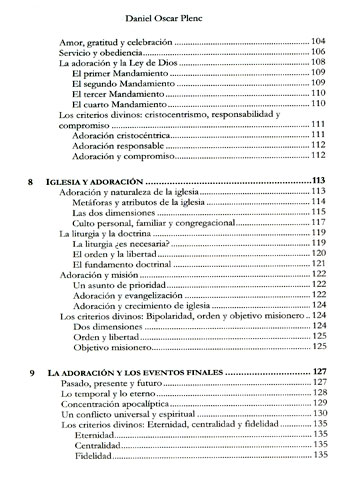 Daniel Oscar Plenc
Amor, gratitud y celebración 104
Servicio y obediencia 106
La adoración y la Ley de Dios 108
El primer Mandamiento 109
El segundo Mandamiento 109
El tercer Mandamiento 110
El cuarto Mandamiento 110
Los criterios divinos: cristocentrismo, responsabilidad y
compromiso 111
Adoración cristocéntrica 111
Adoración responsable 112
Adoración y compromiso 112
8 IGLESIA Y ADORACIÓN 113
Adoración y naturaleza de la iglesia 113
Metáforas y atributos de la iglesia 114
Las dos dimensiones 115
Culto personal, familiar y congregacional 117
La liturgia y la doctrina 119
La liturgia ¿es necesaria? 119
El orden y la libertad 120
El fundamento doctrinal 121
Adoración y misión 122
Un asunto de prioridad 122
Adoración y evangelización 122
Adoración y crecimiento de iglesia 124
Los criterios divinos: Bipolaridad, orden y objetivo misionero .. 124
Dos dimensiones 124
Orden y libertad 125
Objetivo misionero 125
9 LA ADORACIÓN Y LOS EVENTOS FINALES 127
Pasado, presente y futuro 127
Lo temporal y lo eterno 128
Concentración apocalíptica 129
Un conflicto universal y espiritual 130
Los criterios divinos: Eternidad, centralidad y fidelidad 135
Eternidad 135
Centralidad 135
Fidelidad 135